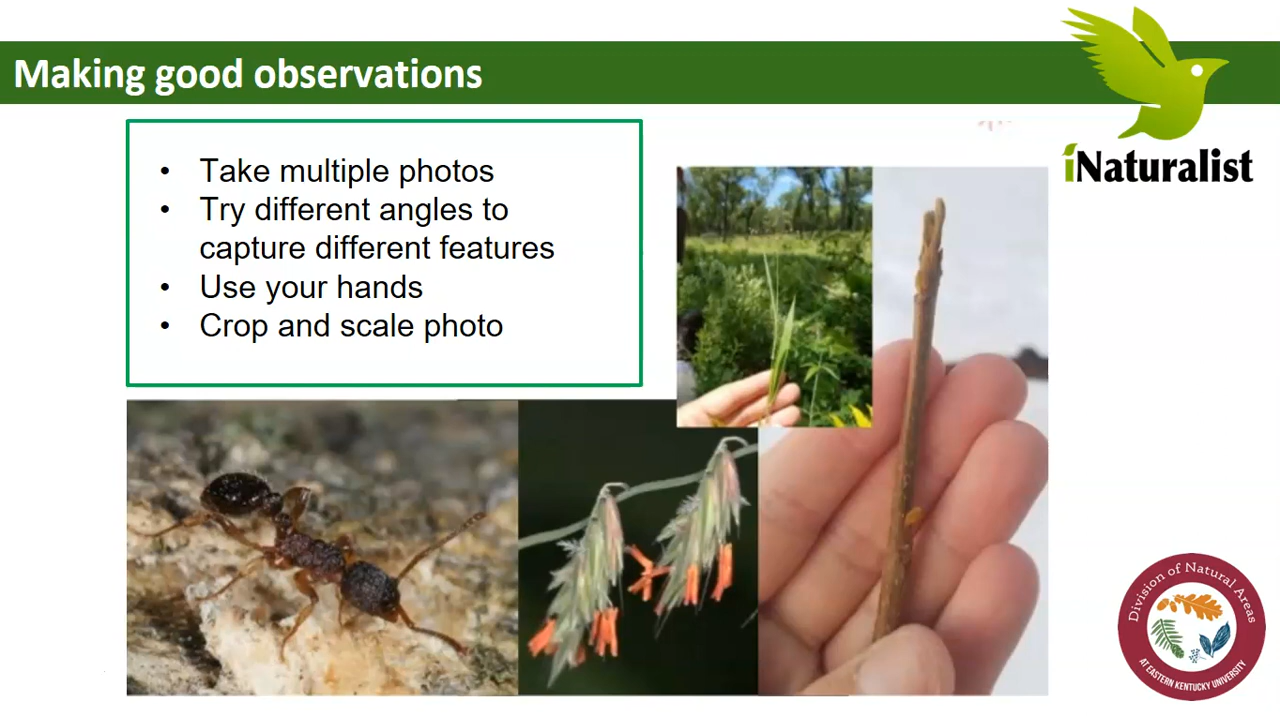 Making good observations
iNaturalist
• Take multiple photos
• Try different angles to
capture different features
• Use your hands
• Crop and scale photo
Division of Natural Areas
AT EASTERN KENTUCKY UNIVERSITY